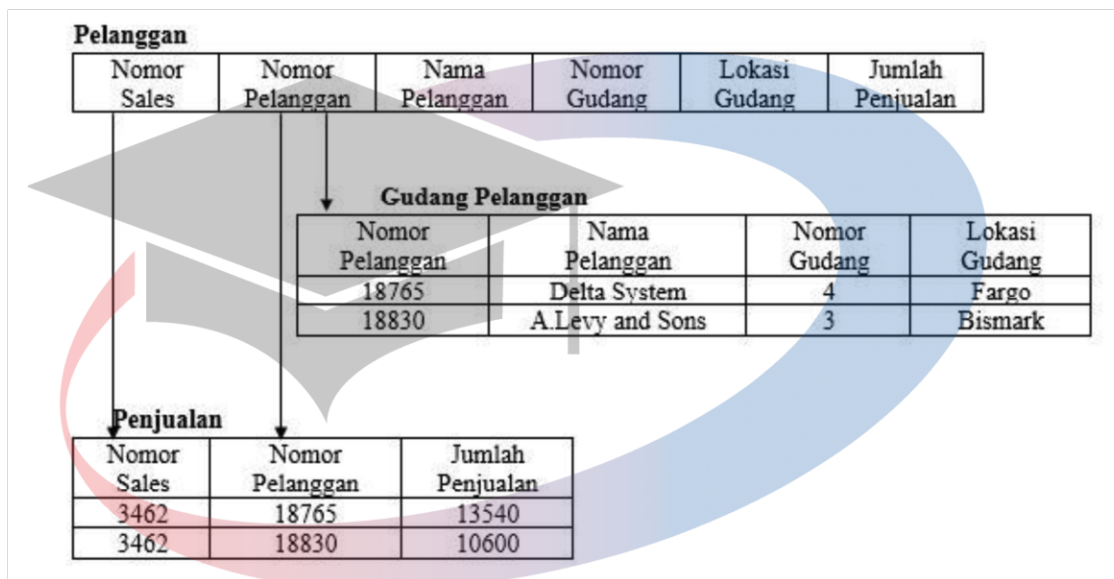 Pelanggan
Nomor Sales | Nomor Pelanggan | Nama Pelanggan | Nomor Gudang | Lokasi Gudang | Jumlah Penjualan
Gudang Pelanggan
Nomor Pelanggan | Nama Pelanggan | Nomor Gudang | Lokasi Gudang
18765 | Delta System | 4 | Fargo
18830 | A.Levy and Sons | 3 | Bismark
Penjualan
Nomor Sales | Nomor Pelanggan | Jumlah Penjualan
3462 | 18765 | 13540
3462 | 18830 | 10600